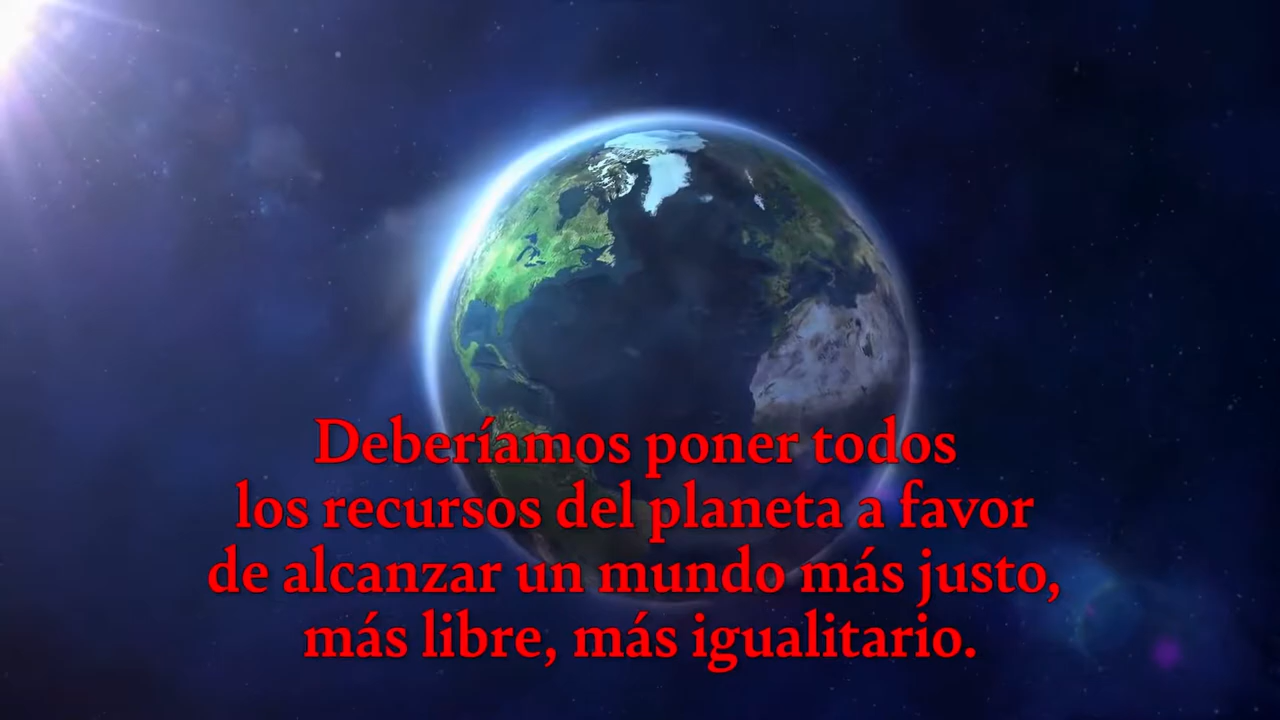 Deberíamos poner todos
los recursos del planeta a favor
de alcanzar un mundo más justo,
más libre, más igualitario.